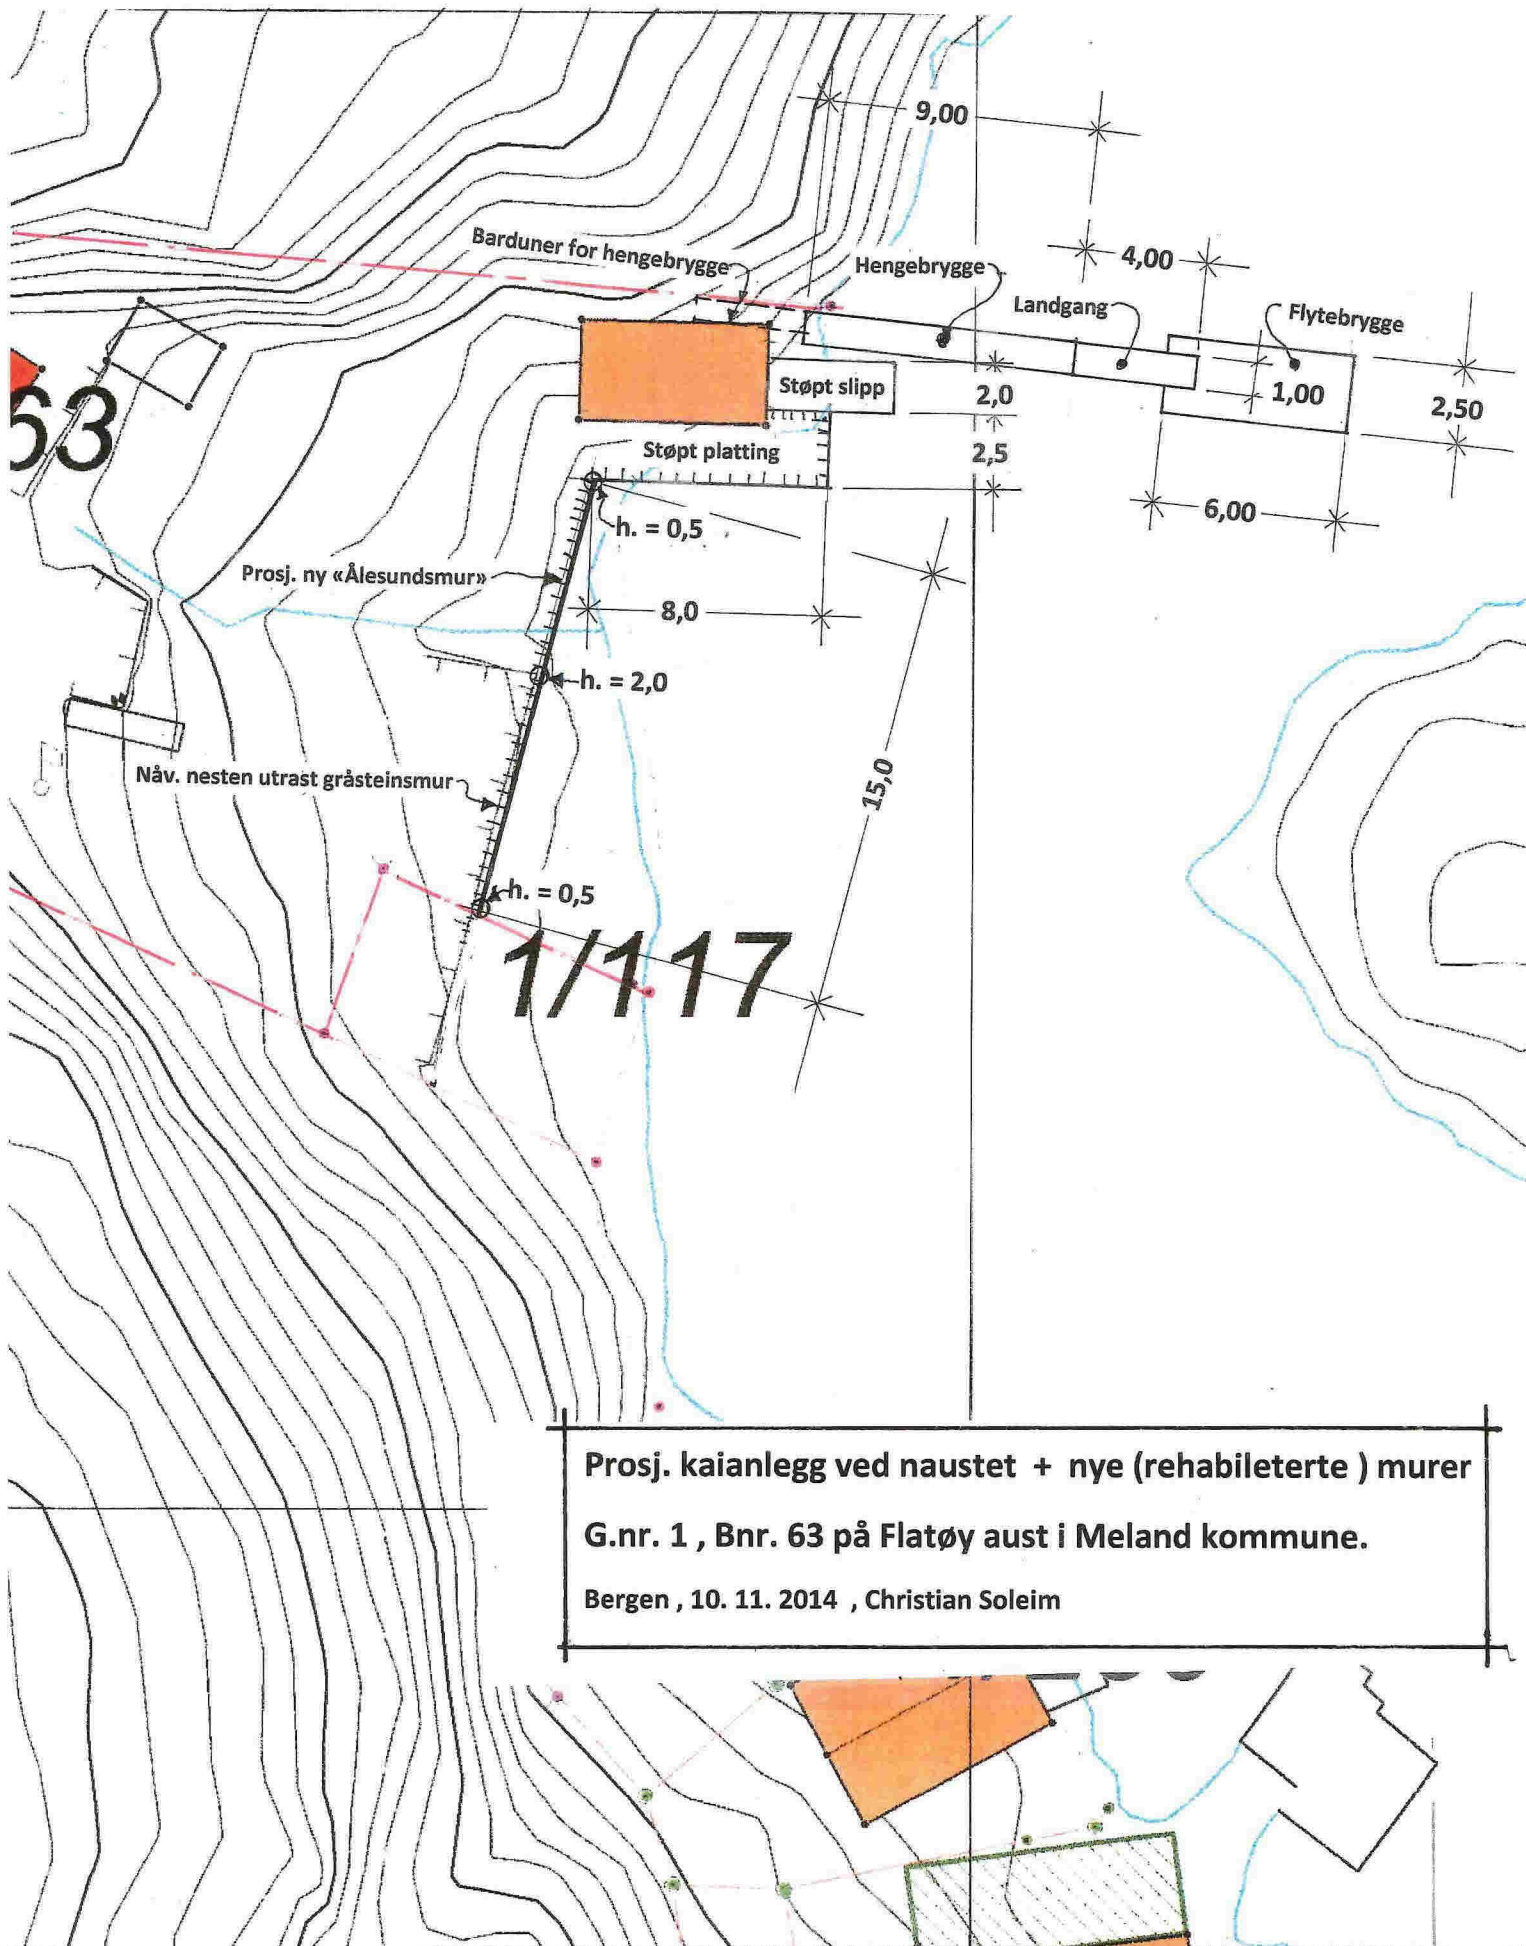 9,00
Barduner for hengebrygge
Hengebrygge
4,00
Landgang
Flytebrygge
Støpt slipp
2,0
1,00
2,50
63
Støpt platting
2,5
6,00
h. = 0,5
Prosj. ny «Ålesundsmur»
8,0
h. = 2,0
Nåv. nesten utrast gråsteinsmur
15,0
h. = 0,5
1/117
Prosj. kaianlegg ved naustet + nye (rehabileterte ) murer
G.nr. 1 , Bnr. 63 på Flatøy aust i Meland kommune.
Bergen , 10. 11. 2014 , Christian Soleim